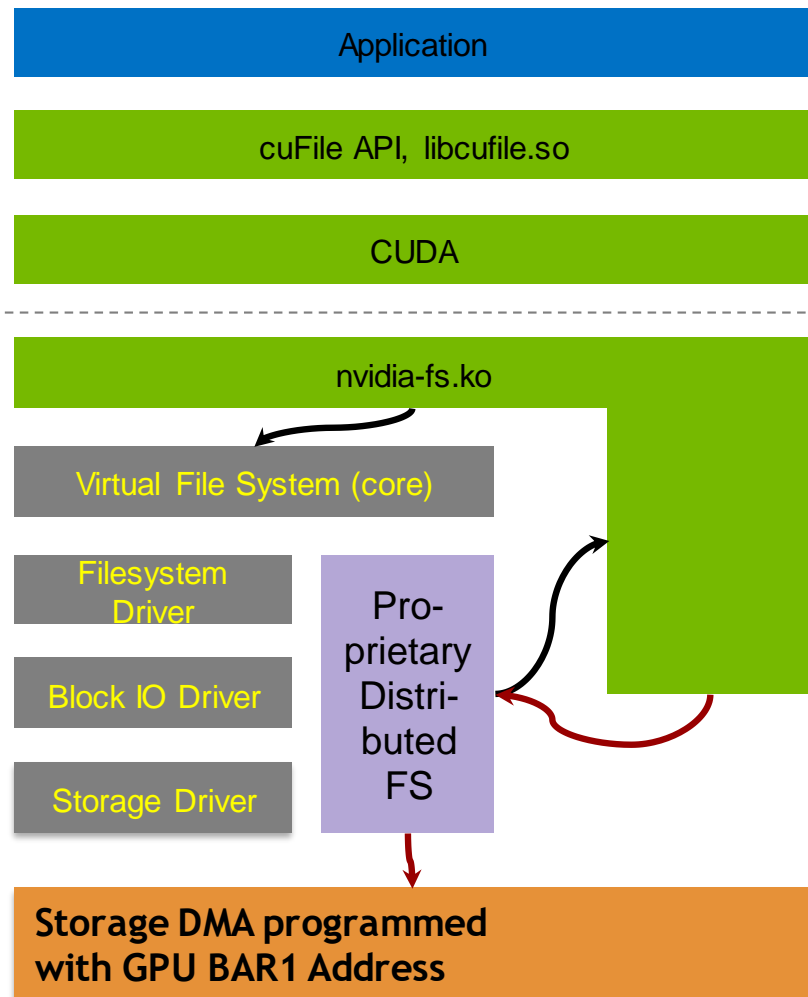 Application
cuFile API, libcufile.so
CUDA
nvidia-fs.ko
Virtual File System (core)
Filesystem
Driver
Block IO Driver
Storage Driver
Pro-
prietary
Distri-
buted
FS
Storage DMA programmed
with GPU BAR1 Address